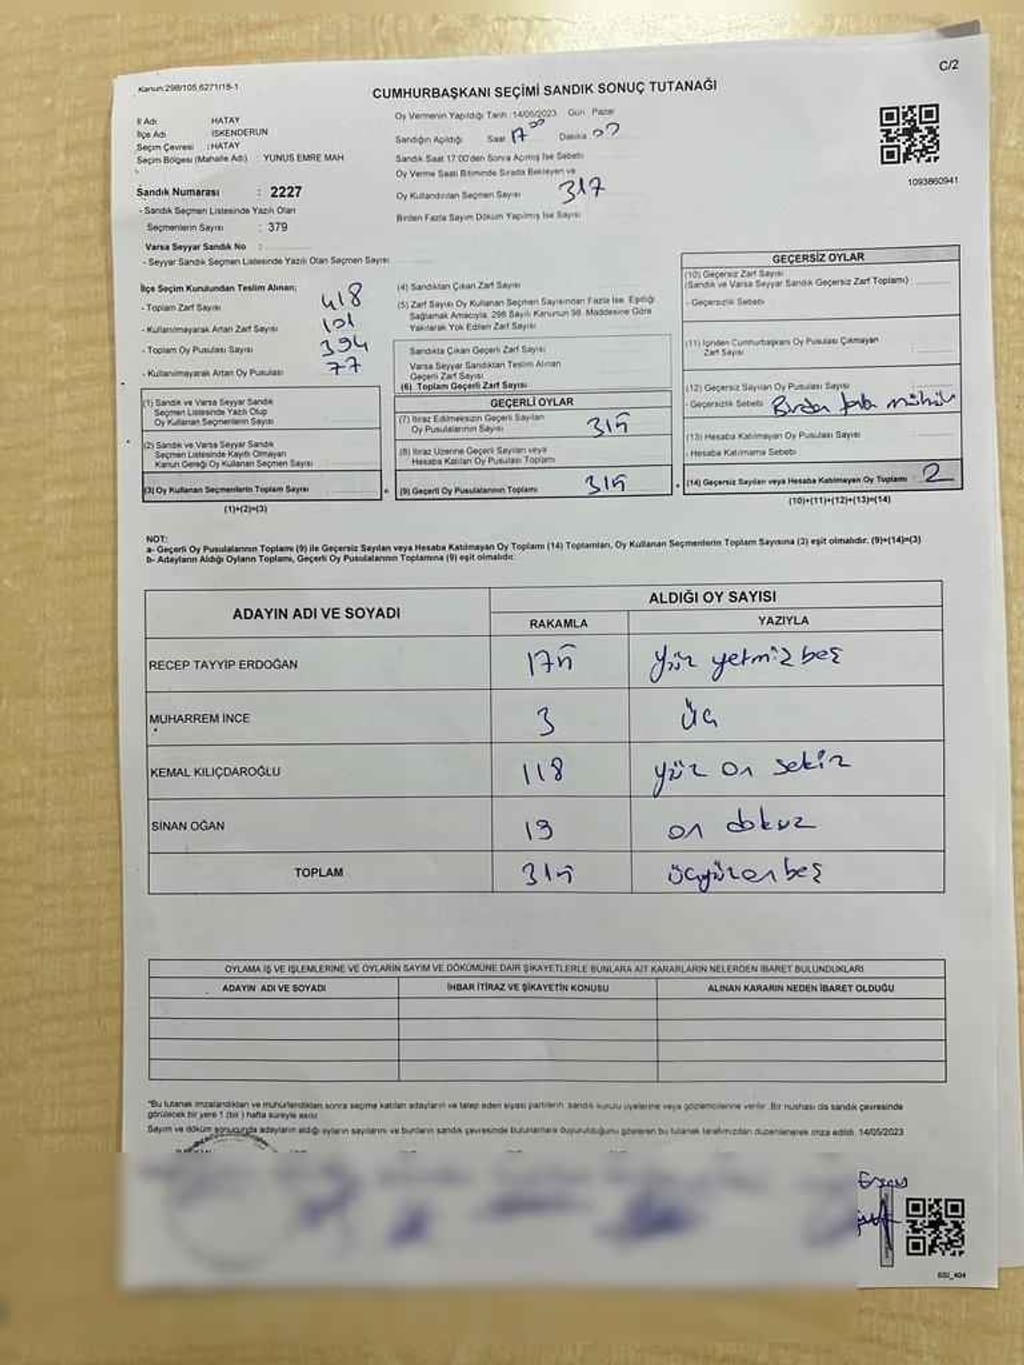 Kanun:298/105,6271/18-1
C/2
CUMHURBAŞKANI SEÇİMİ SANDIK SONUÇ TUTANAĞI
İl Adı HATAY
İlçe Adı İSKENDERUN
Seçim Çevresi : HATAY
Seçim Bölgesi (Mahalle Adı) : YUNUS EMRE MAH
Sandık Numarası : 2227
- Sandık Seçmen Listesinde Yazılı Olan
Seçmenlerin Sayısı : 379
Varsa Seyyar Sandık No :
- Seyyar Sandık Seçmen Listesinde Yazılı Olan Seçmen Sayısı
Oy Vermenin Yapıldığı Tarih 14/05/2023 Gün Pazar
Sandığın Açıldığı Saat 17 00 Dakika 00
Sandık Saat 17:00'den Sonra Açılmış İse Sebebi
Oy Verme Saati Bitiminde Sırada Bekleyen ve
Oy Kullandırılan Seçmen Sayısı 317
Birden Fazla Sayım Döküm Yapılmış İse Sayısı
1093860941
İlçe Seçim Kurulundan Teslim Alınan;
- Toplam Zarf Sayısı 418
- Kullanılmayarak Artan Zarf Sayısı 101
- Toplam Oy Pusulası Sayısı 394
- Kullanılmayarak Artan Oy Pusulası 77
(1) Sandık ve Varsa Seyyar Sandık
Seçmen Listesinde Yazılı Olup
Oy Kullanan Seçmen Sayısı
(2) Sandık ve Varsa Seyyar Sandık
Seçmen Listesinde Kayıtlı Olmayan
Kanun Gereği Oy Kullanan Seçmen Sayısı
(3) Oy Kullanan Seçmenlerin Toplam Sayısı
(1)+(2)=(3)
(4) Sandıktan Çıkan Zarf Sayısı
(5) Zarf Sayısı Oy Kullanan Seçmen Sayısından Fazla İse, Eşitliği
Sağlamak Amacıyla, 298 Sayılı Kanunun 98. Maddesine Göre
Yakılarak Yok Edilen Zarf Sayısı
Sandıkta Çıkan Geçerli Zarf Sayısı
Varsa Seyyar Sandıktan Teslim Alınan
Geçerli Zarf Sayısı
(6) Toplam Geçerli Zarf Sayısı
GEÇERLİ OYLAR
(7) İtiraz Edilmeksizin Geçerli Sayılan
Oy Pusulalarının Sayısı 315
(8) İtiraz Üzerine Geçerli Sayılan veya
Hesaba Katılan Oy Pusulası Toplamı
(9) Geçerli Oy Pusulalarının Toplamı 315
GEÇERSİZ OYLAR
(10) Geçersiz Zarf Sayısı
(Sandık ve Varsa Seyyar Sandık Geçersiz Zarf Toplamı)
- Geçersizlik Sebebi
(11) İçinden Cumhurbaşkanı Oy Pusulası Çıkmayan
Zarf Sayısı
(12) Geçersiz Sayılan Oy Pusulası Sayısı
- Geçersizlik Sebebi Birden fazla mühür
(13) Hesaba Katılmayan Oy Pusulası Sayısı
- Hesaba Katılmama Sebebi
(14) Geçersiz Sayılan veya Hesaba Katılmayan Oy Toplamı 2
(10)+(11)+(12)+(13)=(14)
NOT:
a- Geçerli Oy Pusulalarının Toplamı (9) ile Geçersiz Sayılan veya Hesaba Katılmayan Oy Toplamı (14) Toplamları, Oy Kullanan Seçmenlerin Toplam Sayısına (3) eşit olmalıdır. (9)+(14)=(3)
b- Adayların Aldığı Oyların Toplamı, Geçerli Oy Pusulalarının Toplamına (9) eşit olmalıdır.
ADAYIN ADI VE SOYADI
ALDIĞI OY SAYISI
RAKAMLA YAZIYLA
RECEP TAYYİP ERDOĞAN 175 yüz yetmiz beş
MUHARREM İNCE 3 üç
KEMAL KILIÇDAROĞLU 118 yüz on sekiz
SİNAN OĞAN 19 on dokuz
TOPLAM 315 üçyüzonbeş
OYLAMA İŞ VE İŞLEMLERİNE VE OYLARIN SAYIM VE DÖKÜMÜNE DAİR ŞİKAYETLERLE BUNLARA AİT KARARLARIN NELERDEN İBARET BULUNDUKLARI
ADAYIN ADI VE SOYADI İHBAR İTİRAZ VE ŞİKAYETİN KONUSU ALINAN KARARIN NEDEN İBARET OLDUĞU
"Bu tutanak imzalandıktan ve mühürlendikten sonra seçime katılan adayların ve talep eden siyasi partilerin sandık kurulu üyelerine veya gözlemcilerine verilir. Bir nushası da sandık çevresinde
görülecek bir yere 1 (bir) hafta süreyle asılır.
Sayım ve döküm sonucunda adayların aldığı oyların sayılarını ve bunların sandık çevresinde bulunanlara duyurulduğunu gösteren bu tutanak tarafımızdan düzenlenerek imza edildi. 14/05/2023